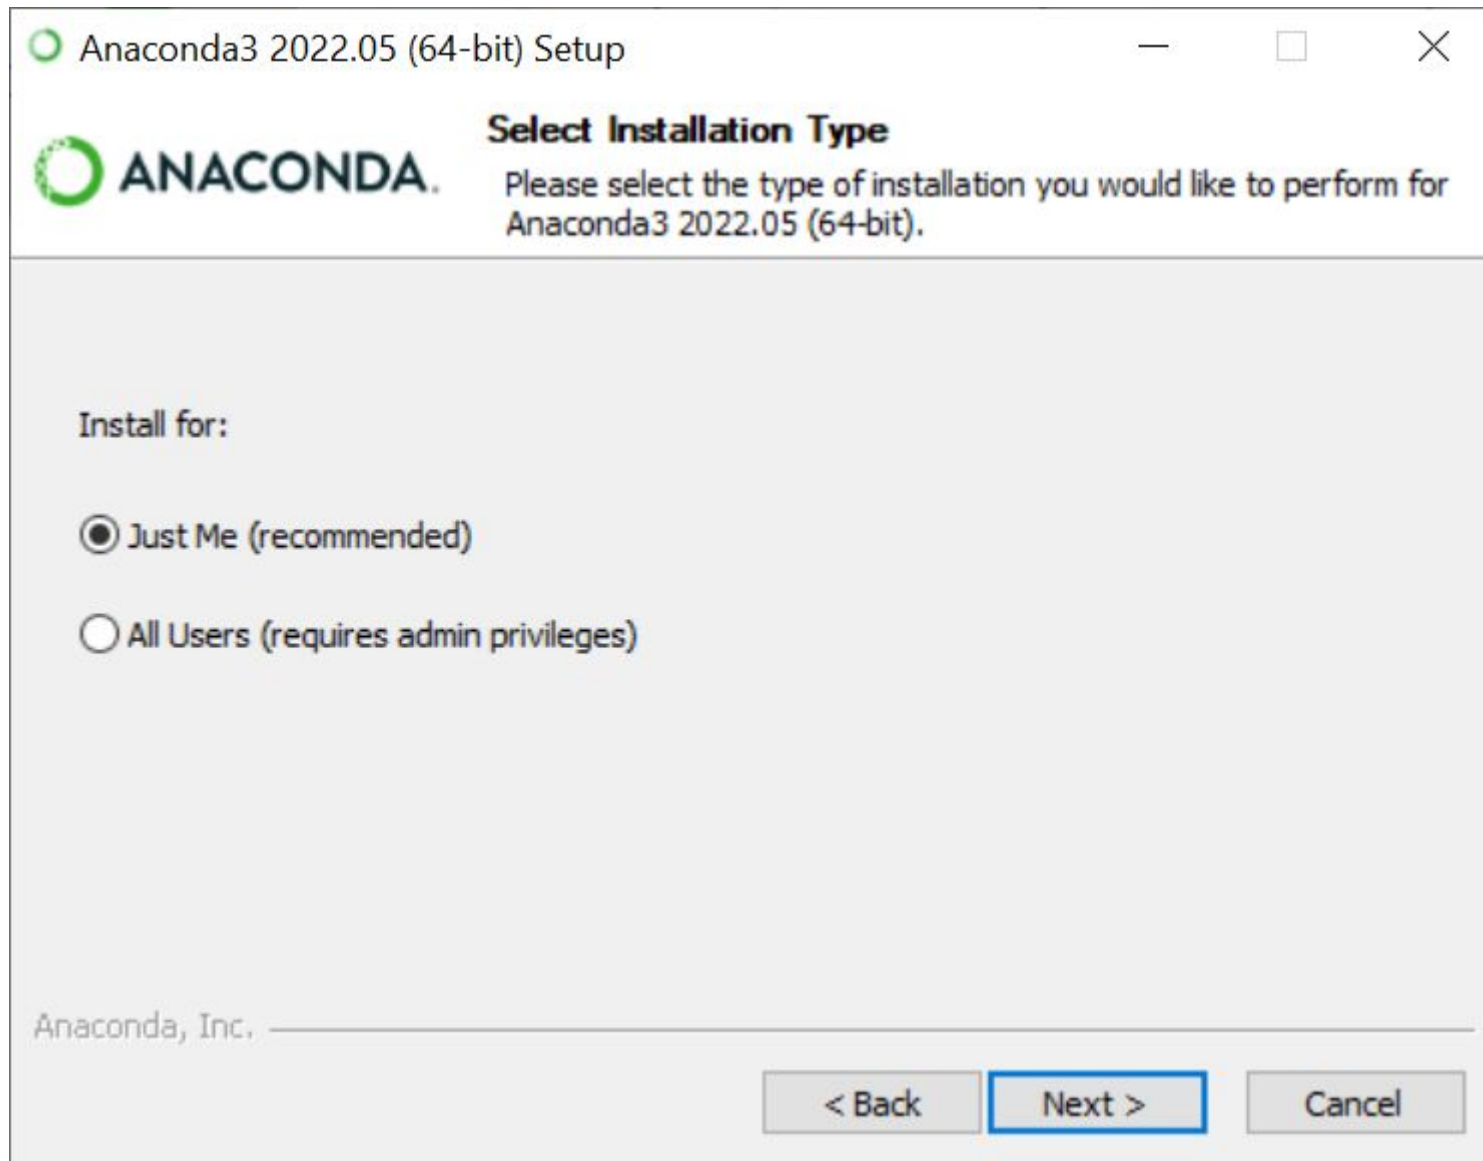 Anaconda3 2022.05 (64-bit) Setup
ANACONDA.
Select Installation Type
Please select the type of installation you would like to perform for
Anaconda3 2022.05 (64-bit).
Install for:
Just Me (recommended)
All Users (requires admin privileges)
Anaconda, Inc.
< Back
Next >
Cancel